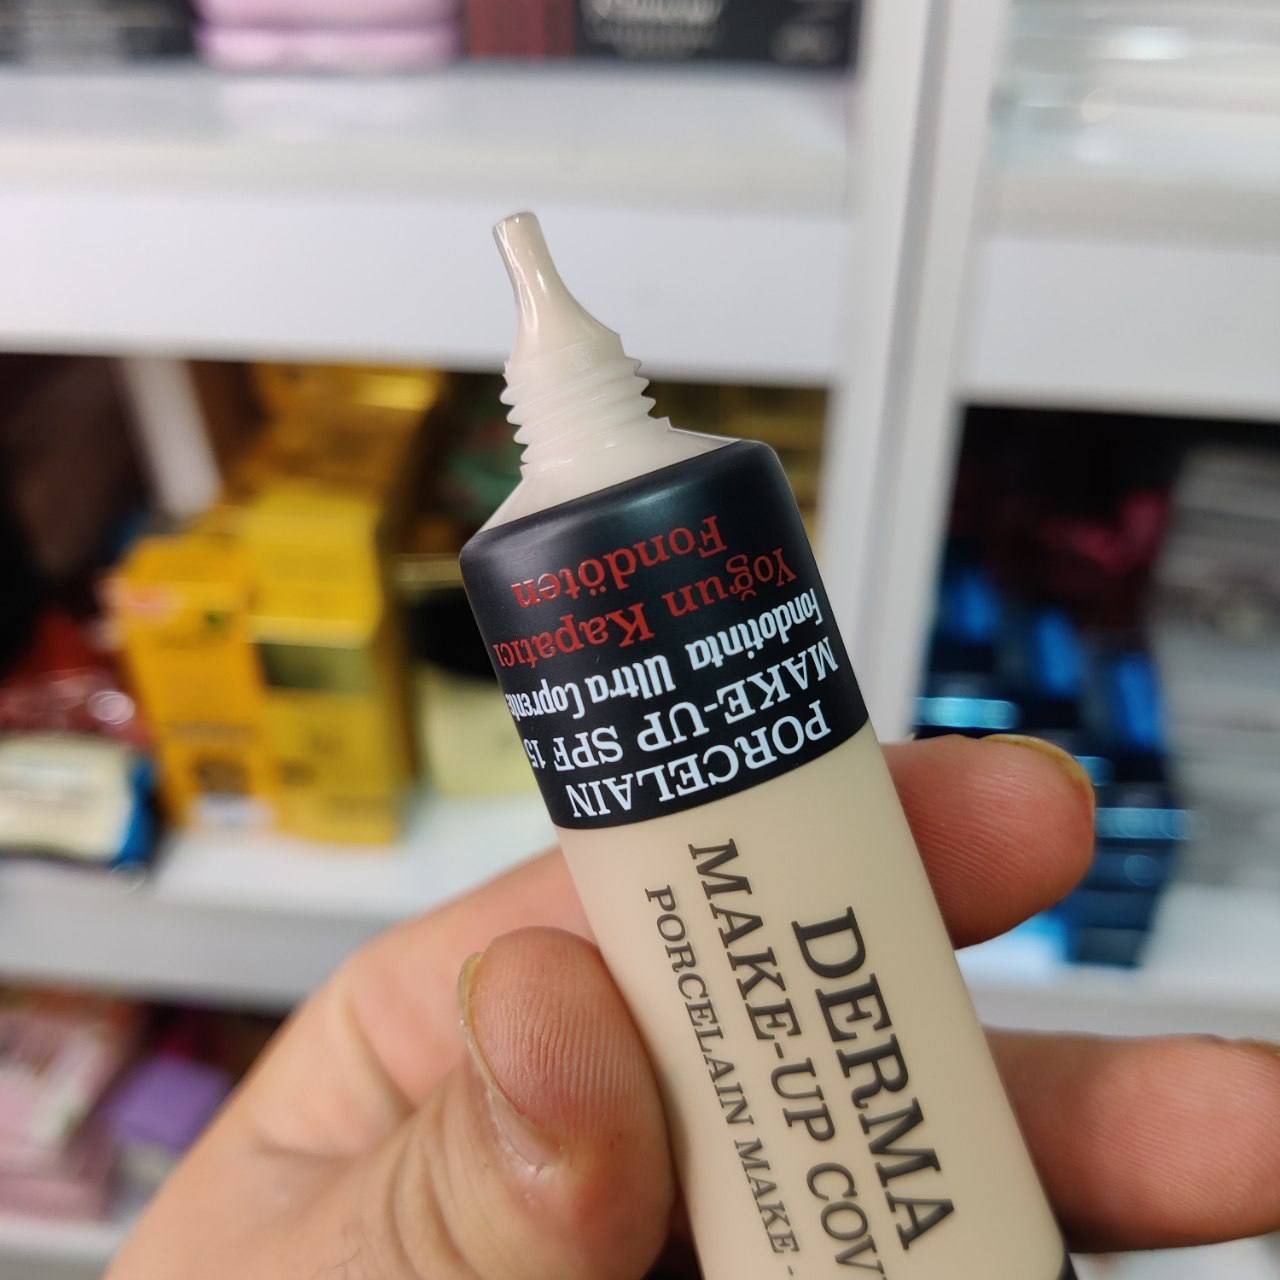 PORCELAIN
MAKE-UP SPF 15
Fondotinta Ultra Coprente
Yoğun Kapatıcı
Fondöten
DERMA
MAKE-UP COV
PORCELAIN MAKE -